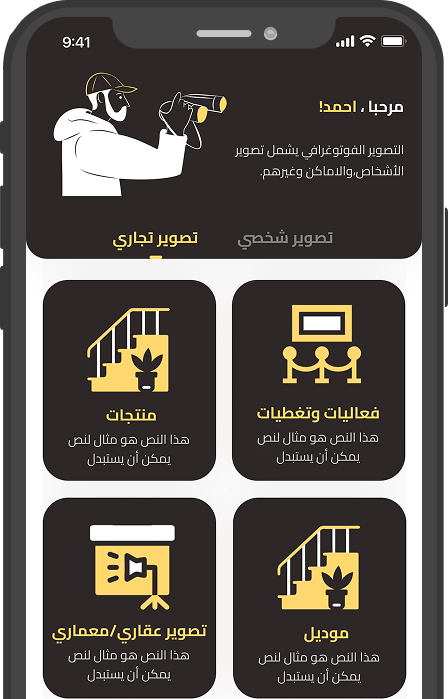 9:41
مرحبا ، احمد!
التصوير الفوتوغرافي يشمل تصوير
الأشخاص،والاماكن وغيرهم.
تصوير شخصي
تصوير تجاري
فعاليات وتغطيات
هذا النص هو مثال لنص
يمكن أن يستبدل
منتجات
هذا النص هو مثال لنص
يمكن أن يستبدل
موديل
هذا النص هو مثال لنص
يمكن أن يستبدل
تصوير عقاري/معماري
هذا النص هو مثال لنص
يمكن أن يستبدل